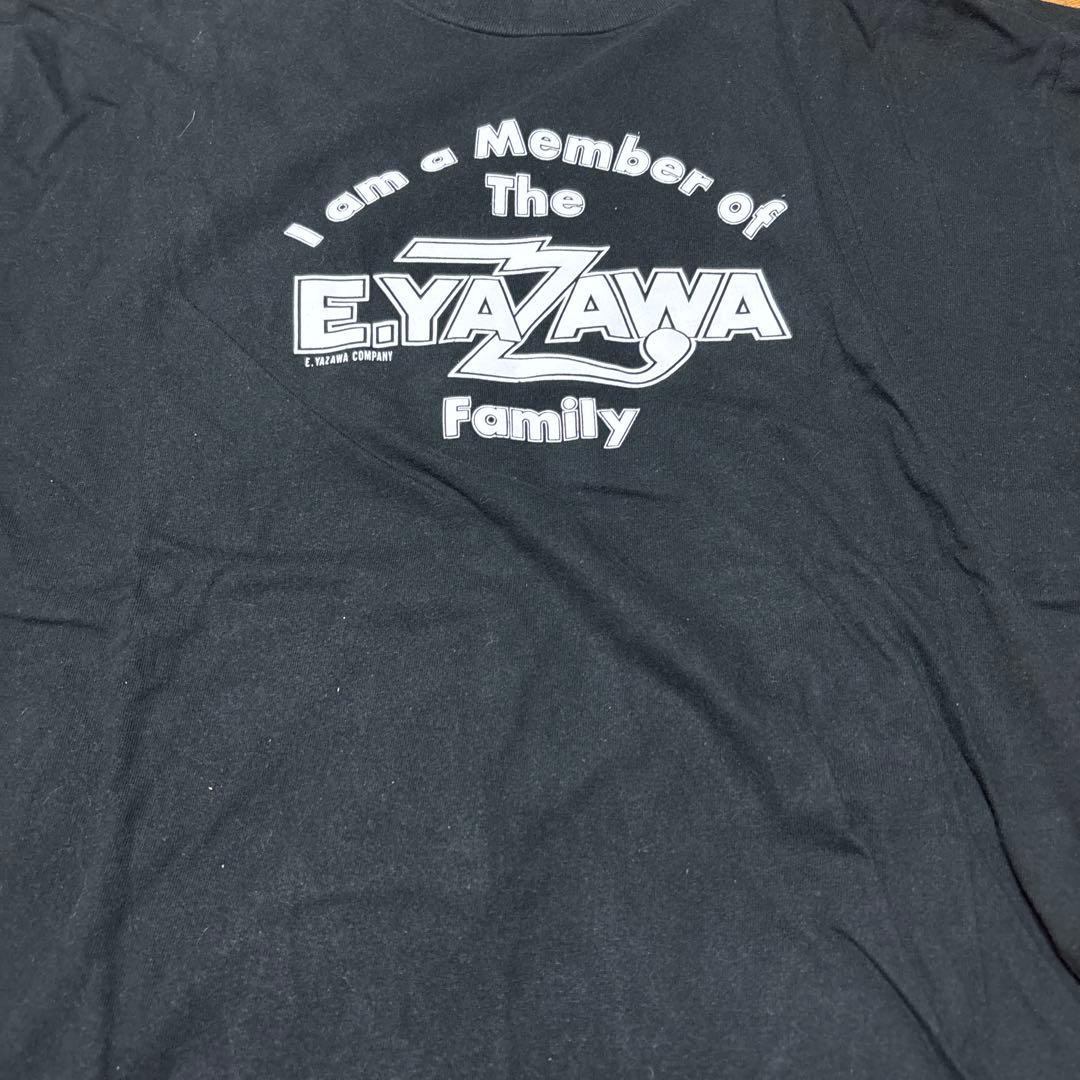 I am a Member of
The
E.YAZAWA
E. YAZAWA COMPANY
Family